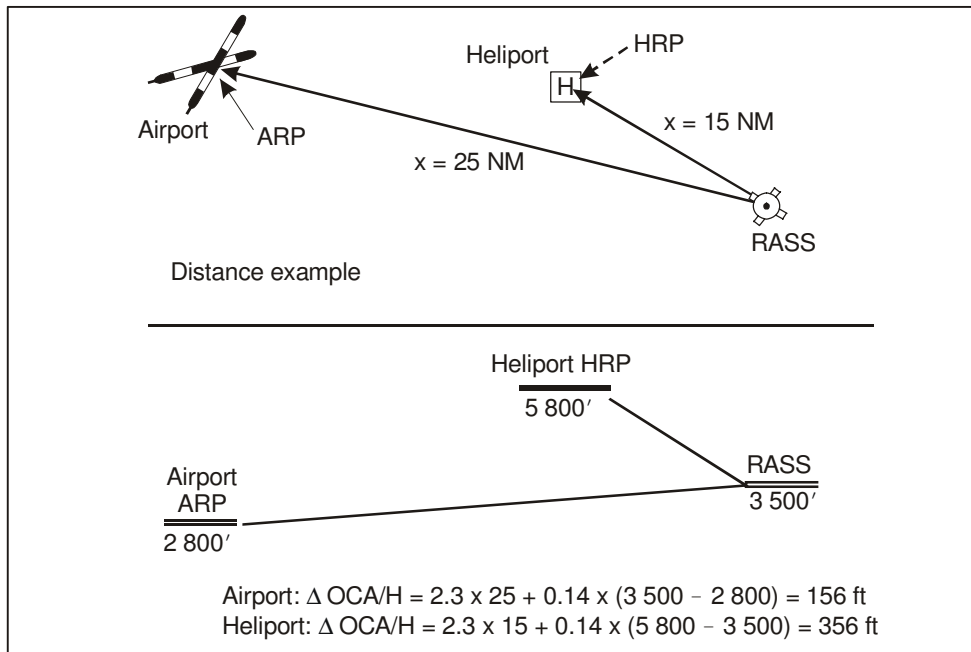 Heliport
HRP
H
Airport
ARP
x = 15 NM
x = 25 NM
RASS
Distance example
Heliport HRP
5 800′
Airport
ARP
2 800′
RASS
3 500′
Airport: Δ OCA/H = 2.3 x 25 + 0.14 x (3 500 – 2 800) = 156 ft
Heliport: Δ OCA/H = 2.3 x 15 + 0.14 x (5 800 – 3 500) = 356 ft